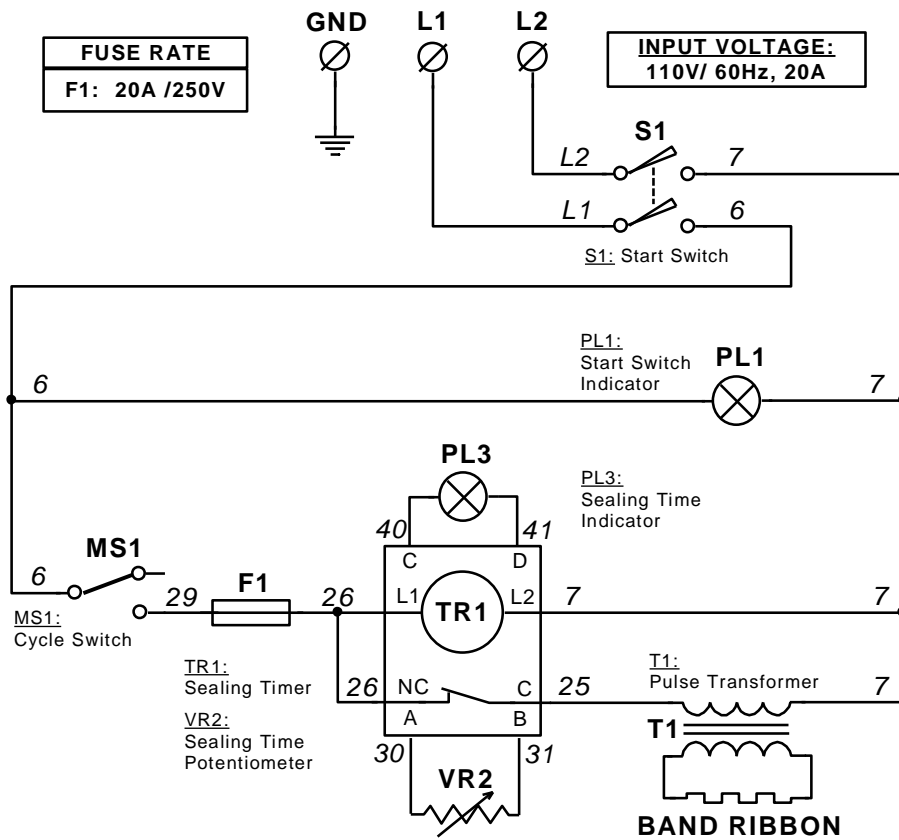 GND L1 L2
FUSE RATE
F1: 20A /250V
INPUT VOLTAGE:
110V/ 60Hz, 20A
S1
L2 7
L1 6
S1: Start Switch
PL1:
Start Switch
Indicator
PL1
6 7
PL3
PL3:
Sealing Time
Indicator
40 41
C D
MS1
6
29 F1 26 L1 TR1 L2 7 7
MS1:
Cycle Switch
TR1:
Sealing Timer
26 NC C 25
A B
T1:
Pulse Transformer
7
VR2:
Sealing Time
Potentiometer
30 31
VR2
T1
BAND RIBBON